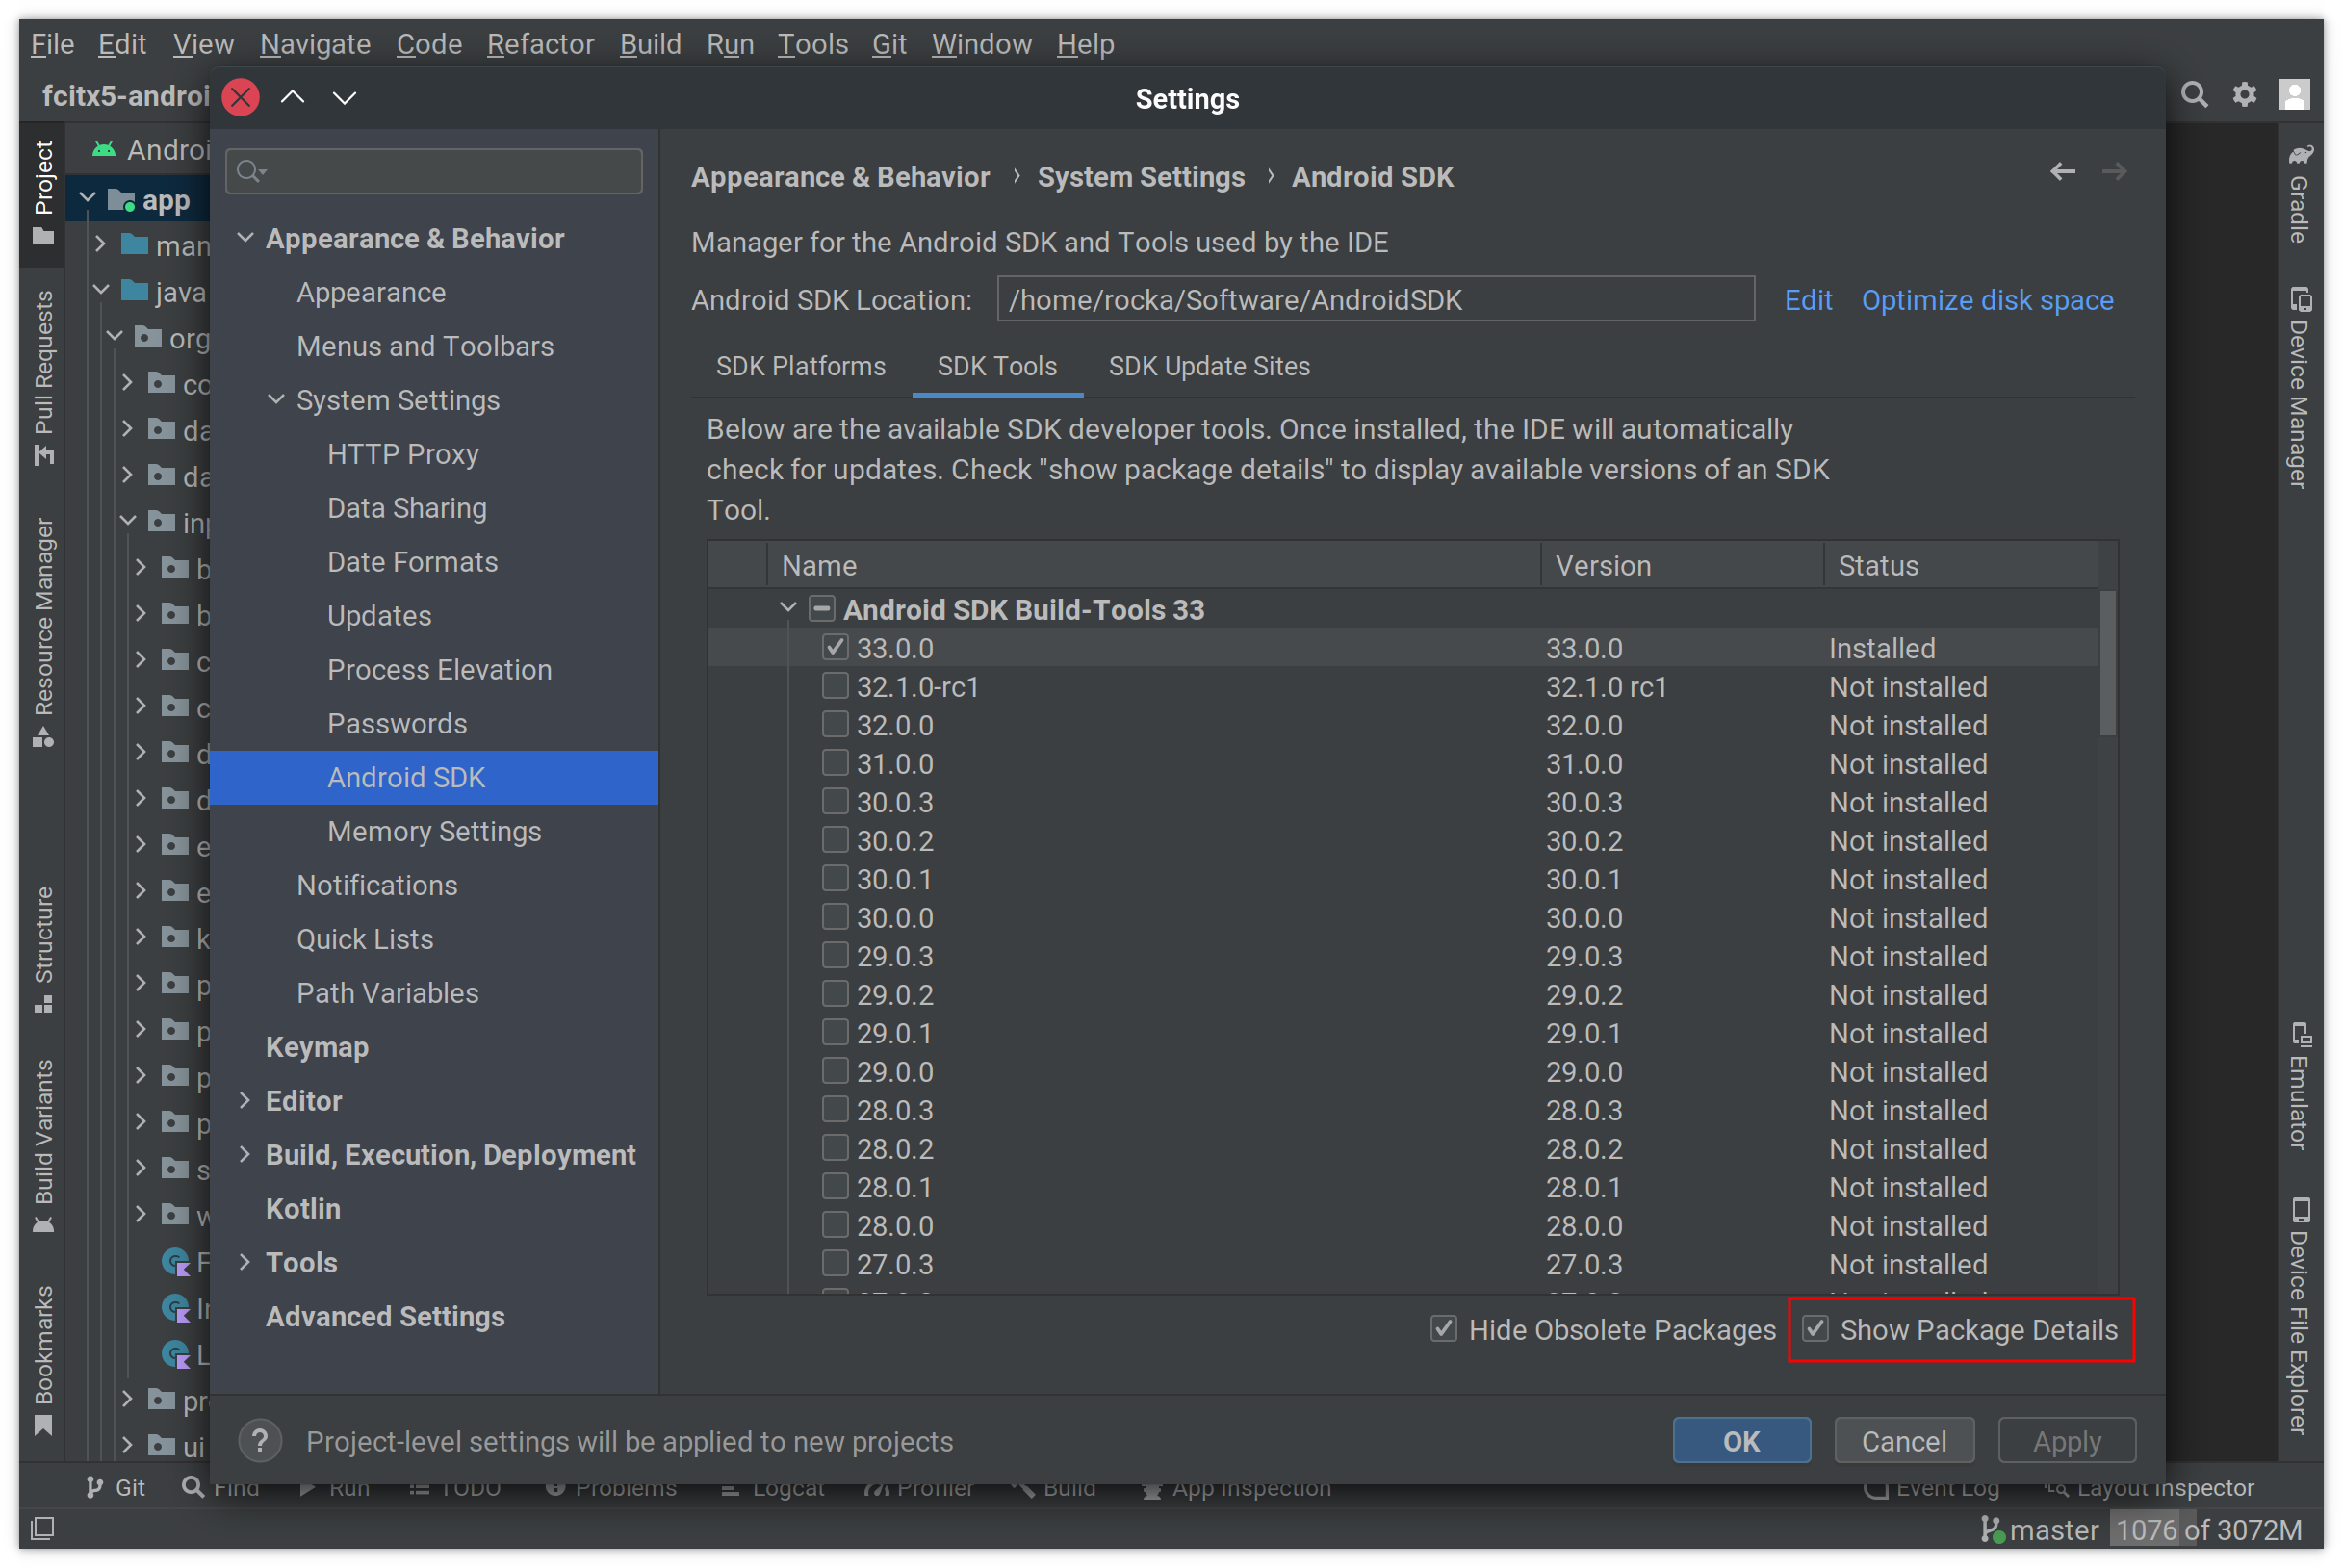 File Edit View Navigate Code Refactor Build Run Tools Git Window Help
fcitx5-androi
Settings
Project
Pull Requests
Resource Manager
Structure
Build Variants
Bookmarks
Androi
app
man
java
org
co
da
da
inp
b
b
c
c
d
d
e
e
k
p
p
p
p
s
w
F
In
L
pr
ui
Appearance & Behavior
Appearance
Menus and Toolbars
System Settings
HTTP Proxy
Data Sharing
Date Formats
Updates
Process Elevation
Passwords
Android SDK
Memory Settings
Notifications
Quick Lists
Path Variables
Keymap
Editor
Build, Execution, Deployment
Kotlin
Tools
Advanced Settings
Appearance & Behavior › System Settings › Android SDK
Manager for the Android SDK and Tools used by the IDE
Android SDK Location: /home/rocka/Software/AndroidSDK Edit Optimize disk space
SDK Platforms SDK Tools SDK Update Sites
Below are the available SDK developer tools. Once installed, the IDE will automatically
check for updates. Check "show package details" to display available versions of an SDK
Tool.
Name Version Status
Android SDK Build-Tools 33
33.0.0 33.0.0 Installed
32.1.0-rc1 32.1.0 rc1 Not installed
32.0.0 32.0.0 Not installed
31.0.0 31.0.0 Not installed
30.0.3 30.0.3 Not installed
30.0.2 30.0.2 Not installed
30.0.1 30.0.1 Not installed
30.0.0 30.0.0 Not installed
29.0.3 29.0.3 Not installed
29.0.2 29.0.2 Not installed
29.0.1 29.0.1 Not installed
29.0.0 29.0.0 Not installed
28.0.3 28.0.3 Not installed
28.0.2 28.0.2 Not installed
28.0.1 28.0.1 Not installed
28.0.0 28.0.0 Not installed
27.0.3 27.0.3 Not installed
Hide Obsolete Packages Show Package Details
? Project-level settings will be applied to new projects
OK Cancel Apply
Gradle
Device Manager
Emulator
Device File Explorer
Git Find Run TODO Problems Logcat Profiler Build App Inspection Event Log Layout Inspector
master 1076 of 3072M